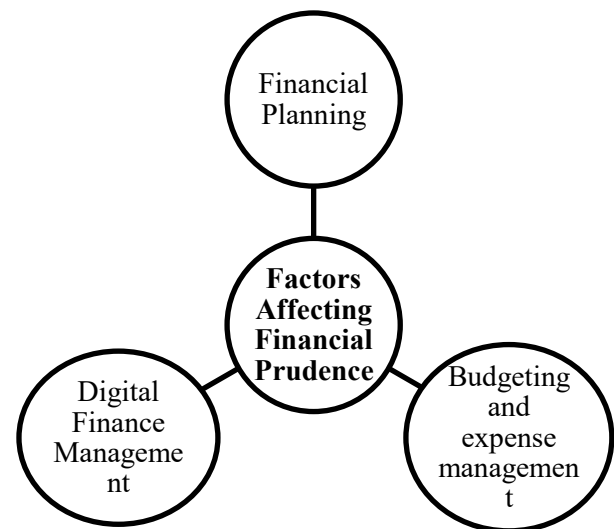 Financial
Planning
Factors
Affecting
Financial
Prudence
Digital
Finance
Manageme
nt
Budgeting
and
expense
managemen
t